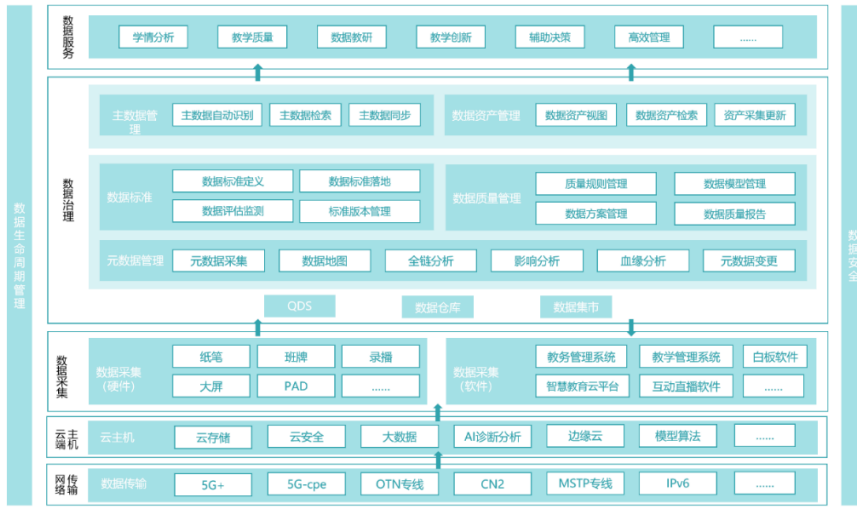 数据服务
学情分析 教学质量 数据教研 教学创新 辅助决策 高效管理 ......
数据治理
主数据管理 主数据自动识别 主数据检索 主数据同步
数据资产管理 数据资产视图 数据资产检索 资产采集更新
数据标准 数据标准定义 数据标准落地
数据评估监测 标准版本管理
数据质量管理 质量规则管理 数据模型管理
数据方案管理 数据质量报告
元数据管理 元数据采集 数据地图 全链分析 影响分析 血缘分析 元数据变更
QDS 数据仓库 数据集市
数据采集
数据采集
（硬件）
纸笔 班牌 录播
大屏 PAD ......
数据采集
（软件）
教务管理系统 教学管理系统 白板软件
智慧教育云平台 互动直播软件 ......
云主机端
云主机 云存储 云安全 大数据 AI诊断分析 边缘云 模型算法 ......
网络传输
数据传输 5G+ 5G-cpe OTN专线 CN2 MSTP专线 IPv6 ......
数据生命周期管理
数据安全